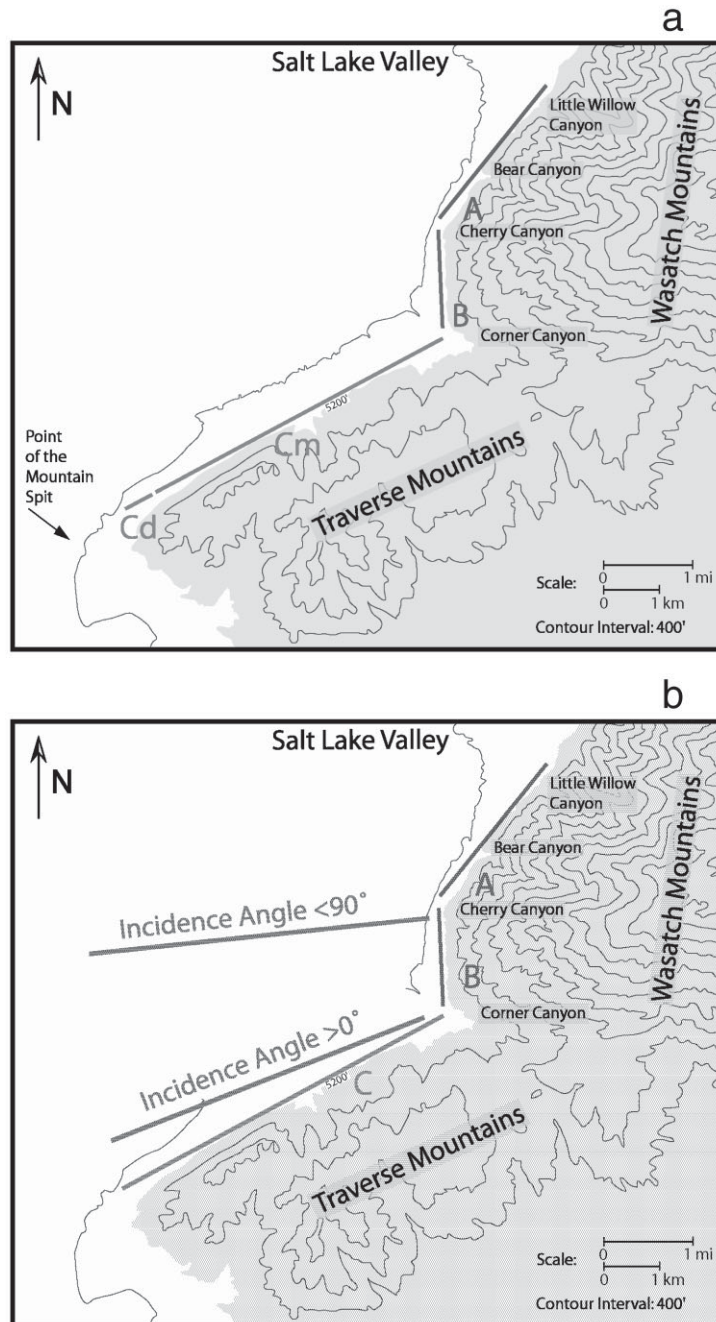 a
Salt Lake Valley
N
Little Willow
Canyon
Bear Canyon
A
Cherry Canyon
Wasatch Mountains
B
Corner Canyon
5200'
Cm
Point
of the
Mountain
Spit
Traverse Mountains
Cd
Scale:
0 1 mi
0 1 km
Contour Interval: 400'
b
Salt Lake Valley
N
Little Willow
Canyon
Bear Canyon
A
Cherry Canyon
Wasatch Mountains
Incidence Angle <90°
B
Corner Canyon
Incidence Angle >0°
5200'
C
Traverse Mountains
Scale:
0 1 mi
0 1 km
Contour Interval: 400'